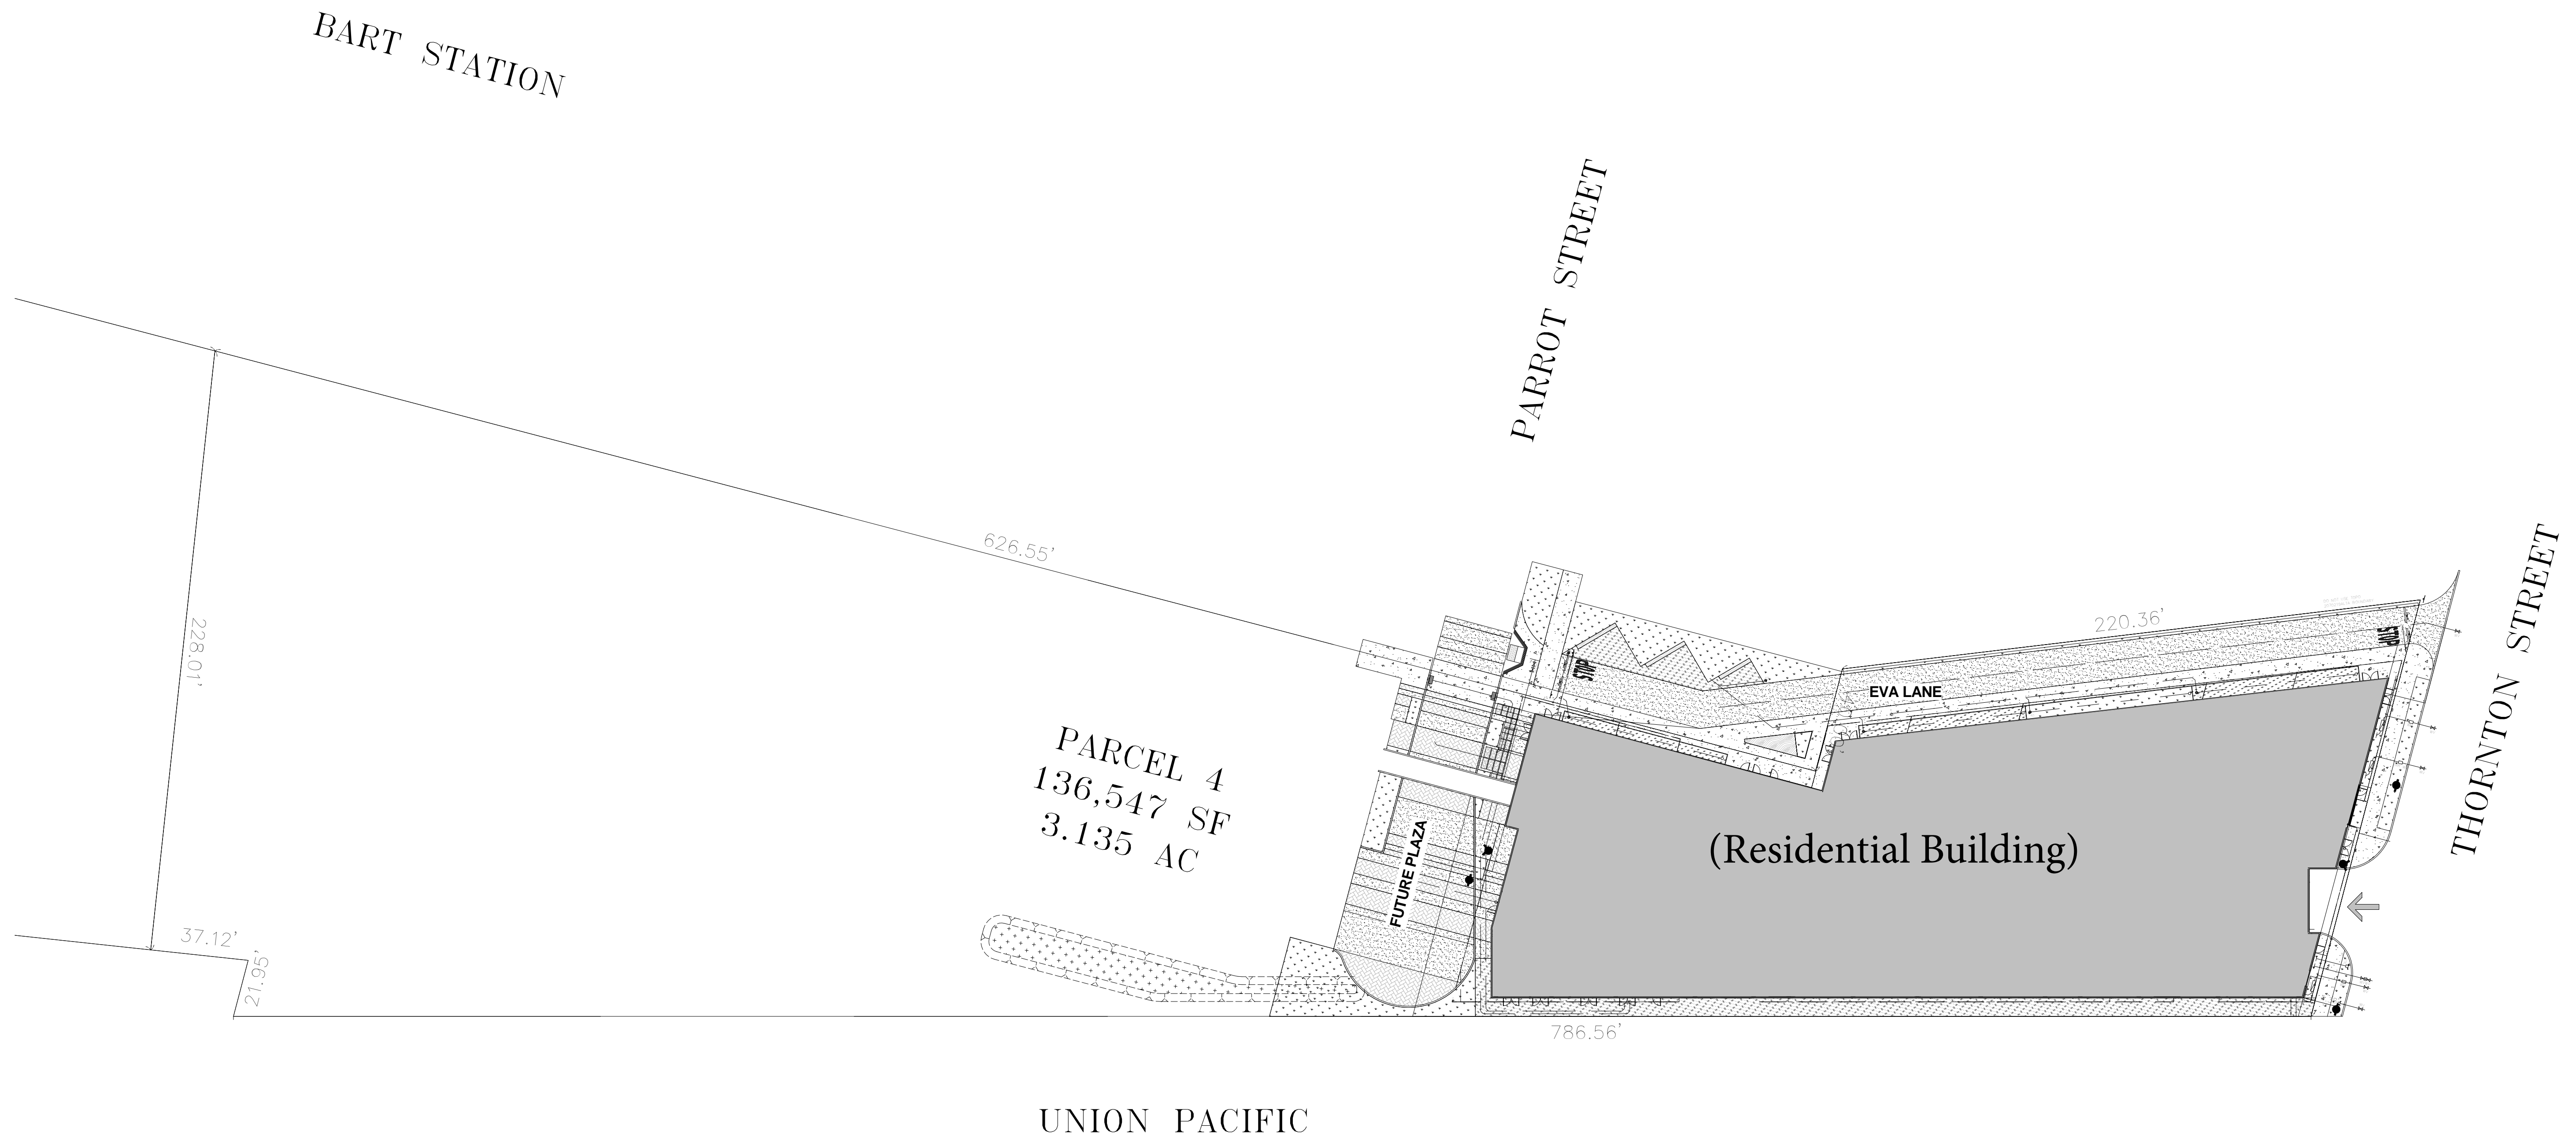 BART STATION
PARROT STREET
THORNTON STREET
626.55'
220.36'
228.01'
STOP
STOP
EVA LANE
PARCEL 4
136,547 SF
3.135 AC
FUTURE PLAZA
(Residential Building)
37.12'
21.95'
786.56'
UNION PACIFIC